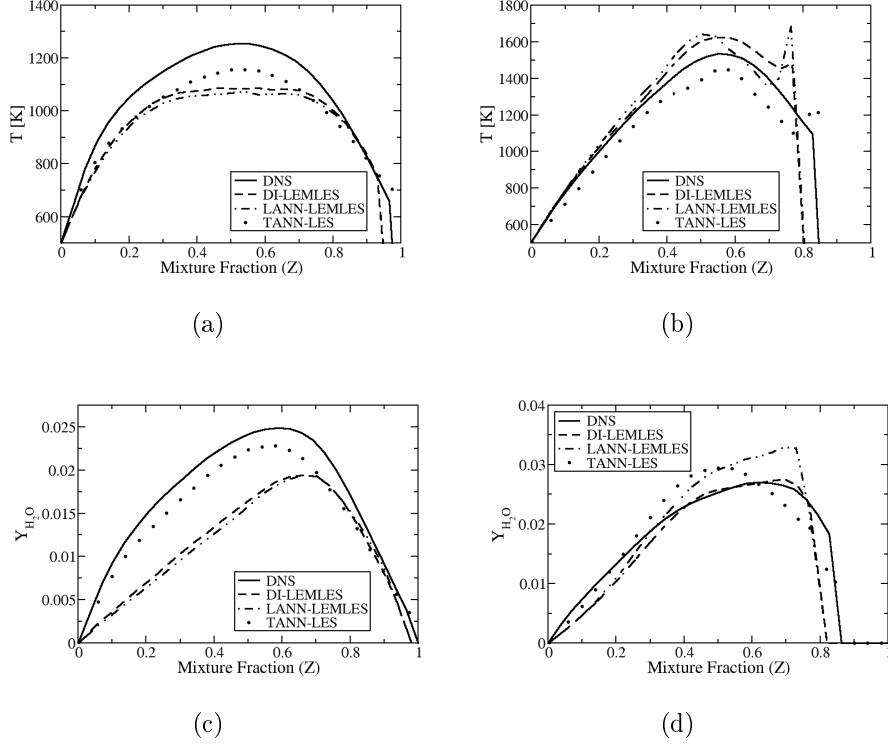 1400
1200
1000
800
600
T [K]
0
0.2
0.4
0.6
0.8
1
Mixture Fraction (Z)
DNS
DI-LEMLES
LANN-LEMLES
TANN-LES
(a)
1800
1600
1400
1200
1000
800
600
T [K]
0
0.2
0.4
0.6
0.8
1
Mixture Fraction (Z)
DNS
DI-LEMLES
LANN-LEMLES
TANN-LES
(b)
0.025
0.02
0.015
0.01
0.005
0
Y_{H_2O}
0
0.2
0.4
0.6
0.8
1
Mixture Fraction (Z)
DNS
DI-LEMLES
LANN-LEMLES
TANN-LES
(c)
0.04
0.03
0.02
0.01
0
Y_{H_2O}
0
0.2
0.4
0.6
0.8
1
Mixture Fraction (Z)
DNS
DI-LEMLES
LANN-LEMLES
TANN-LES
(d)